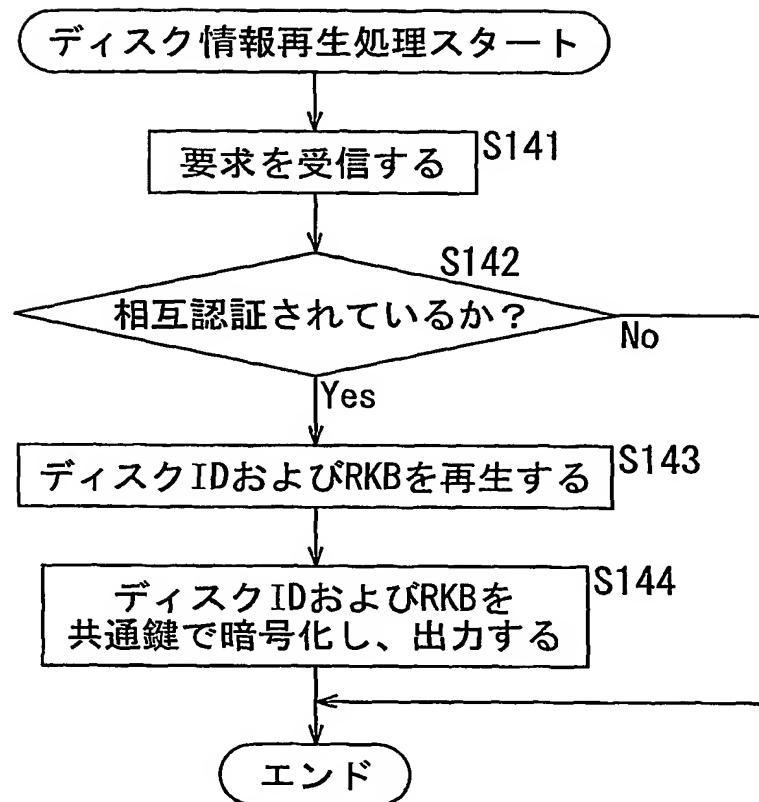 ディスク情報再生処理スタート
S141
要求を受信する
S142
相互認証されているか?
No
Yes
S143
ディスクIDおよびRKBを再生する
S144
ディスクIDおよびRKBを
共通鍵で暗号化し、出力する
エンド